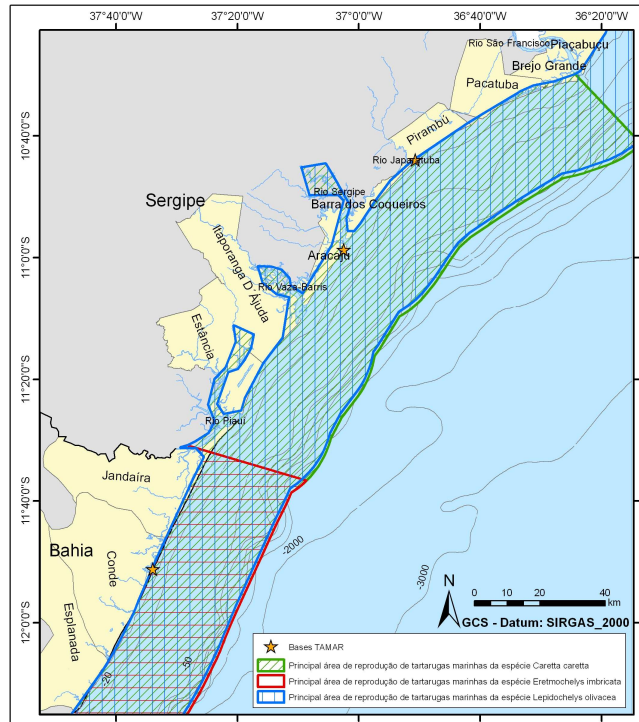 37°40'0"W 37°20'0"W 37°0'0"W 36°40'0"W 36°20'0"W
Rio São Francisco
Piaçabuçú
Brejo Grande
Pacatuba
Pirambú
10°40'0"S
Rio Japaratuba
Sergipe
Rio Sergipe
Barra dos Coqueiros
11°0'0"S
Aracaju
Itaporanga D'Ájuda
Rio Vaza-Barris
Estância
11°20'0"S
Rio Piauí
Jandaíra
11°40'0"S
Bahia
Conde
Esplanada
-2000
-3000
12°0'0"S
-20
-50
N
0 10 20 40
km
GCS - Datum: SIRGAS_2000
Bases TAMAR
Principal área de reprodução de tartarugas marinhas da espécie Caretta caretta
Principal área de reprodução de tartarugas marinhas da espécie Eretmochelys imbricata
Principal área de reprodução de tartarugas marinhas da espécie Lepidochelys olivacea